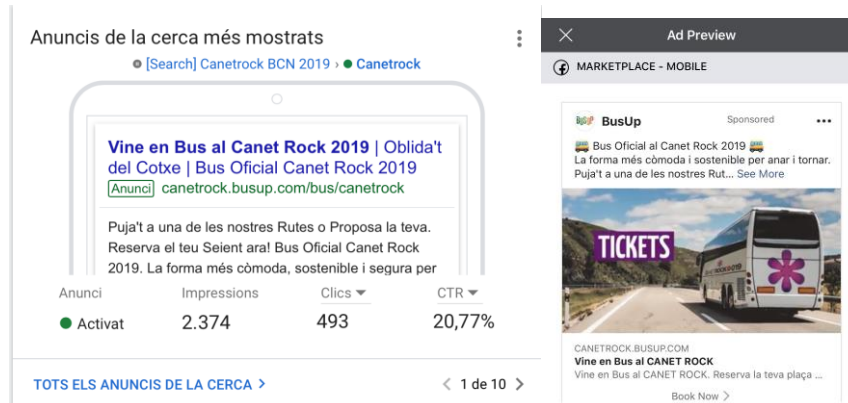 Anuncis de la cerca més mostrats
[Search] Canetrock BCN 2019 › Canetrock
Vine en Bus al Canet Rock 2019 | Oblida't
del Cotxe | Bus Oficial Canet Rock 2019
Anunci canetrock.busup.com/bus/canetrock
Puja't a una de les nostres Rutes o Proposa la teva.
Reserva el teu Seient ara! Bus Oficial Canet Rock
2019. La forma més còmoda, sostenible i segura per
Anunci Impressions Clics CTR
Activat 2.374 493 20,77%
TOTS ELS ANUNCIS DE LA CERCA > < 1 de 10 >
Ad Preview
MARKETPLACE - MOBILE
BusUp Sponsored
Bus Oficial al Canet Rock 2019
La forma més còmoda i sostenible per anar i tornar.
Puja't a una de les nostres Rut... See More
TICKETS
CANETROCK.BUSUP.COM
Vine en Bus al CANET ROCK
Vine en Bus al CANET ROCK. Reserva la teva plaça ...
Book Now >